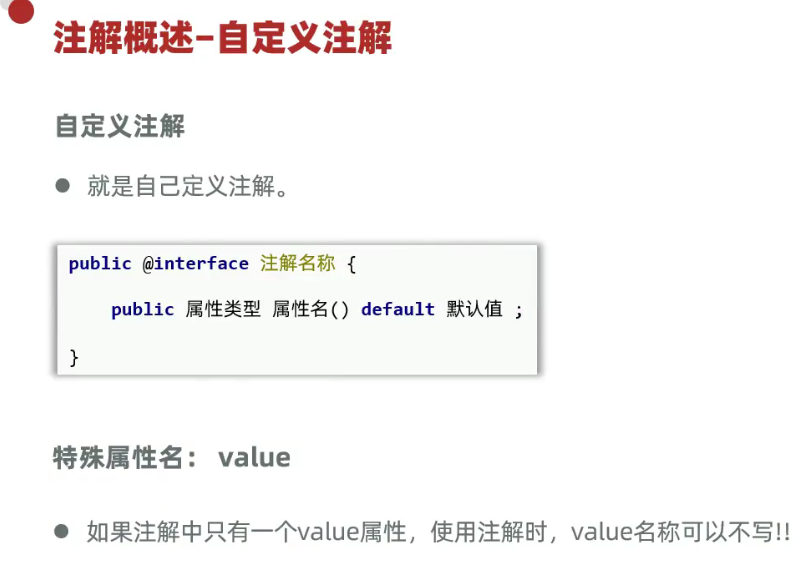 注解概述-自定义注解
自定义注解
● 就是自己定义注解。
public @interface 注解名称 {
public 属性类型 属性名() default 默认值 ;
}
特殊属性名： value
● 如果注解中只有一个value属性，使用注解时，value名称可以不写!!